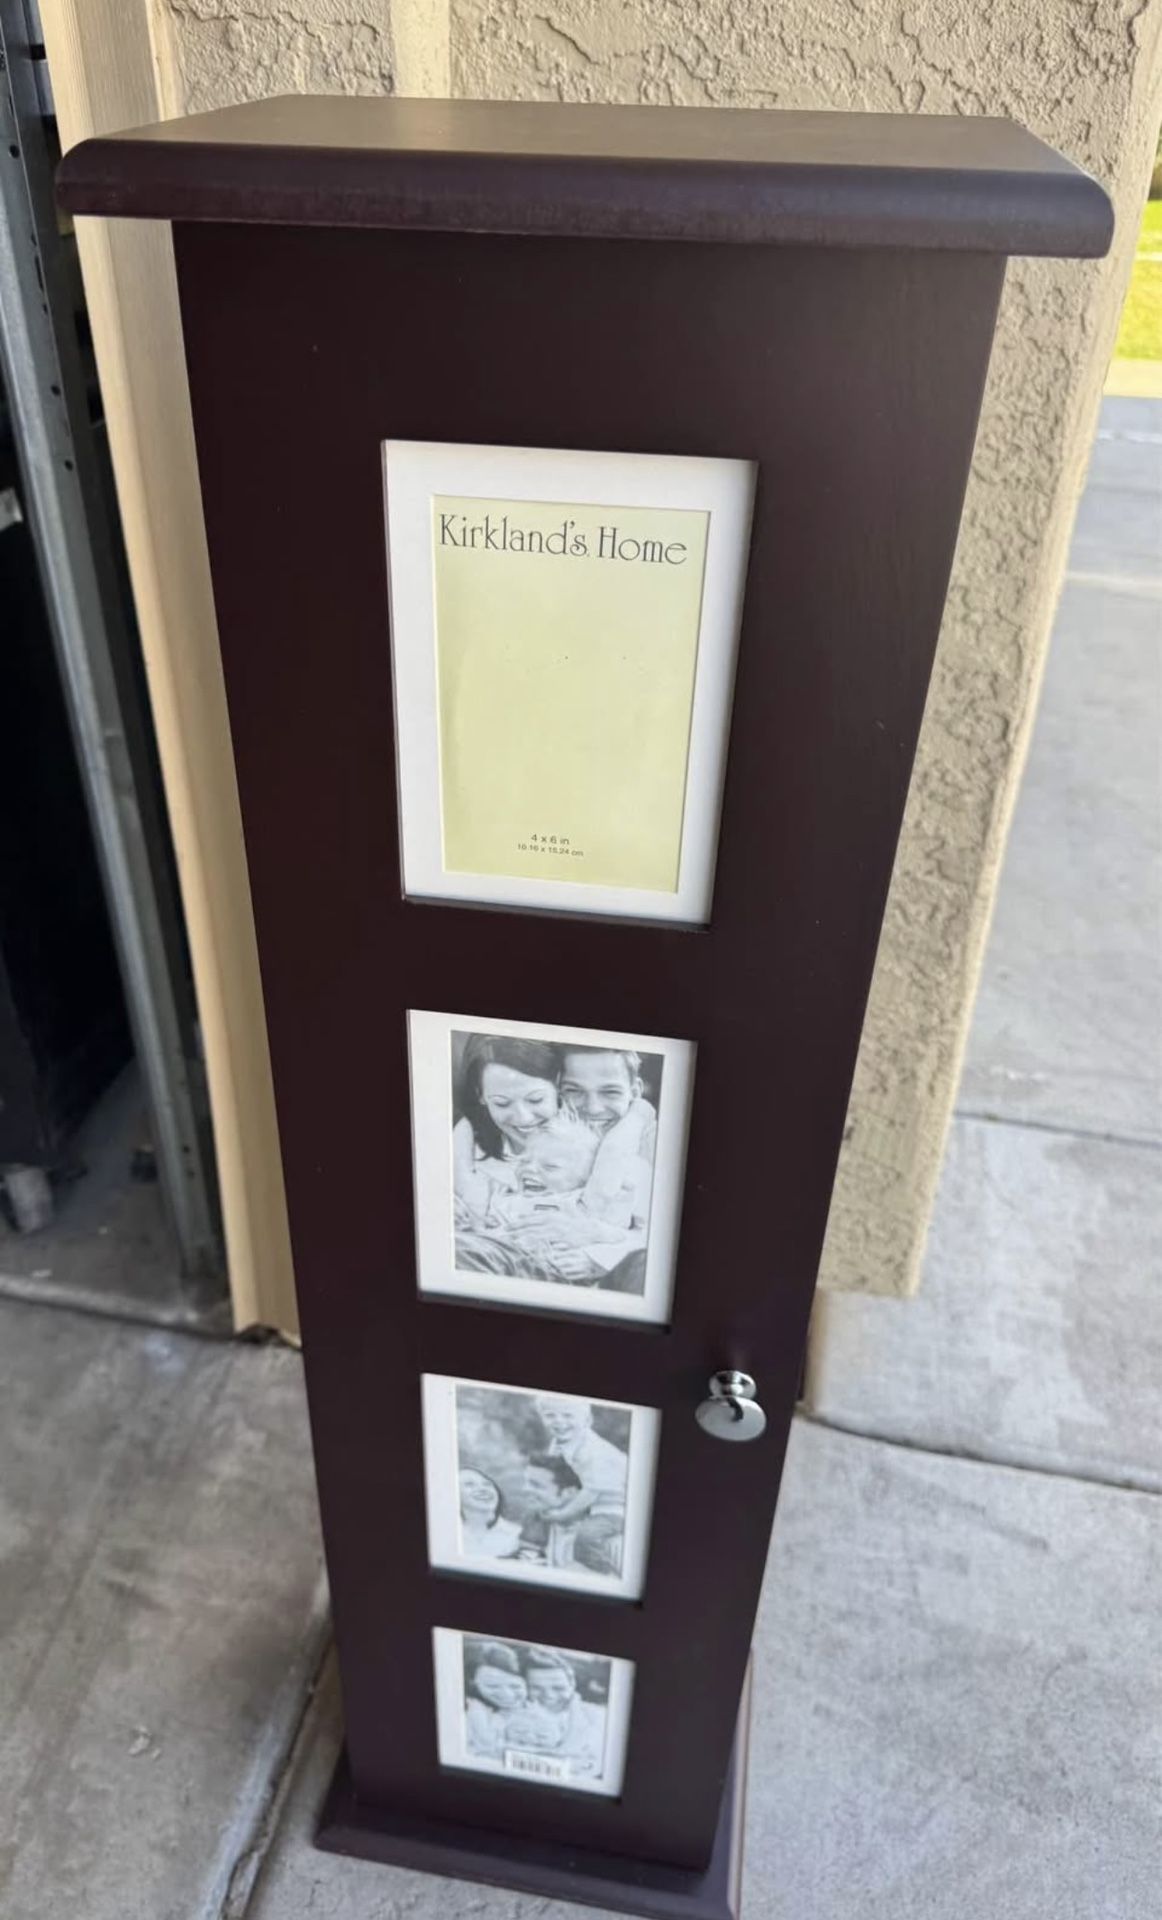 Kirkland's Home
4 x 6 in
10.16 x 15.24 cm